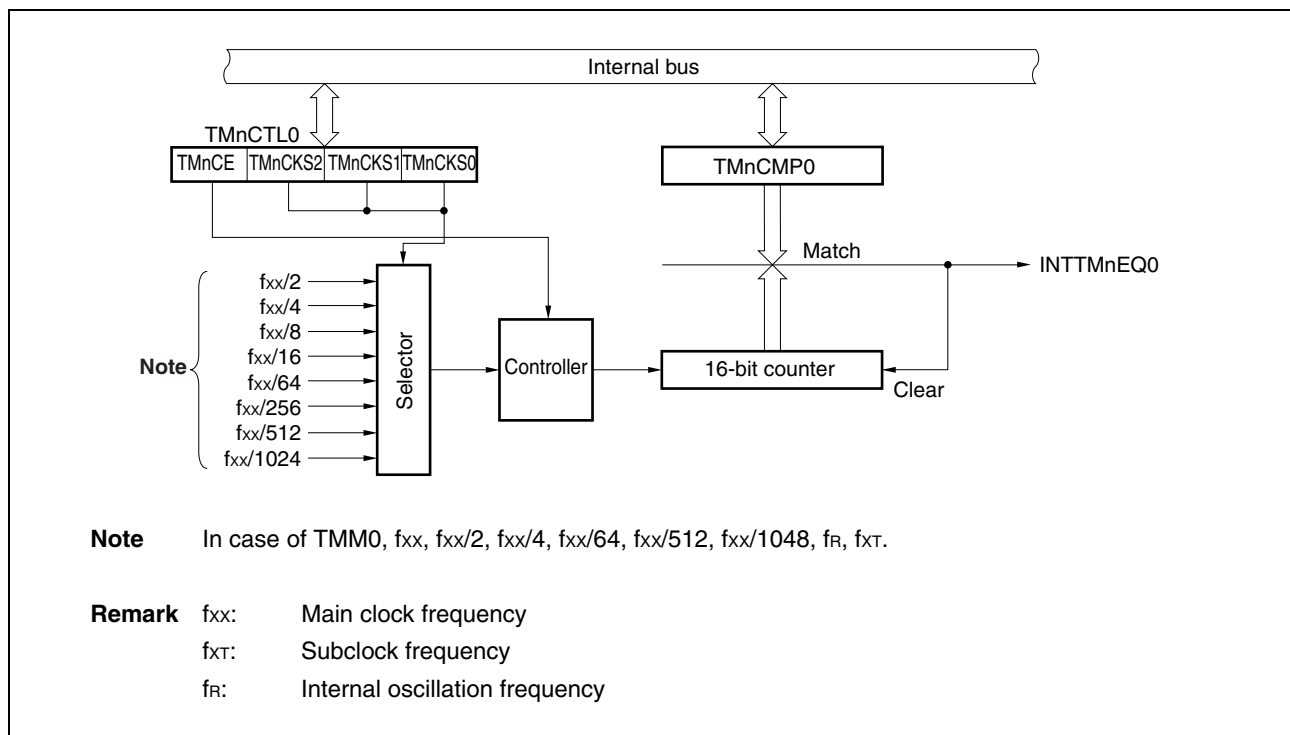 Internal bus
TMnCTL0
TMnCE TMnCKS2 TMnCKS1 TMnCKS0
TMnCMP0
Match
INTTMnEQ0
Note
fxx/2
fxx/4
fxx/8
fxx/16
fxx/64
fxx/256
fxx/512
fxx/1024
Selector
Controller
16-bit counter
Clear
Note In case of TMM0, fxx, fxx/2, fxx/4, fxx/64, fxx/512, fxx/1048, fR, fXT.
Remark fxx: Main clock frequency
fXT: Subclock frequency
fR: Internal oscillation frequency